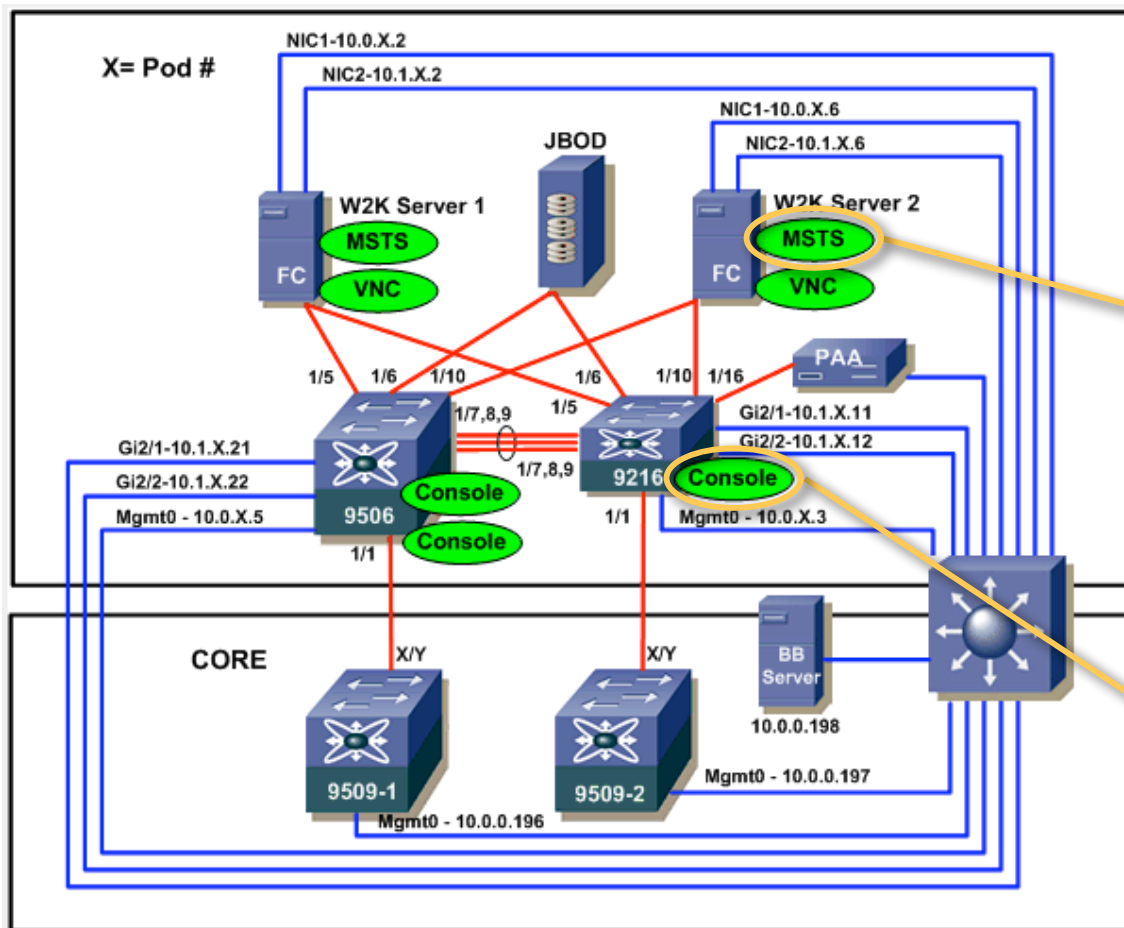 NIC1-10.0.X.2
X= Pod #
NIC2-10.1.X.2
NIC1-10.0.X.6
NIC2-10.1.X.6
JBOD
W2K Server 1
W2K Server 2
MSTS
MSTS
FC
FC
VNC
VNC
PAA
1/5
1/6
1/10
1/6
1/10
1/16
1/7,8,9
1/5
Gi2/1-10.1.X.11
Gi2/1-10.1.X.21
Gi2/2-10.1.X.12
1/7,8,9
9216
Console
Gi2/2-10.1.X.22
Console
Mgmt0 - 10.0.X.5
9506
1/1
Mgmt0 - 10.0.X.3
Console
1/1
CORE
X/Y
X/Y
BB
Server
10.0.0.198
Mgmt0 - 10.0.0.197
9509-1
9509-2
Mgmt0 - 10.0.0.196